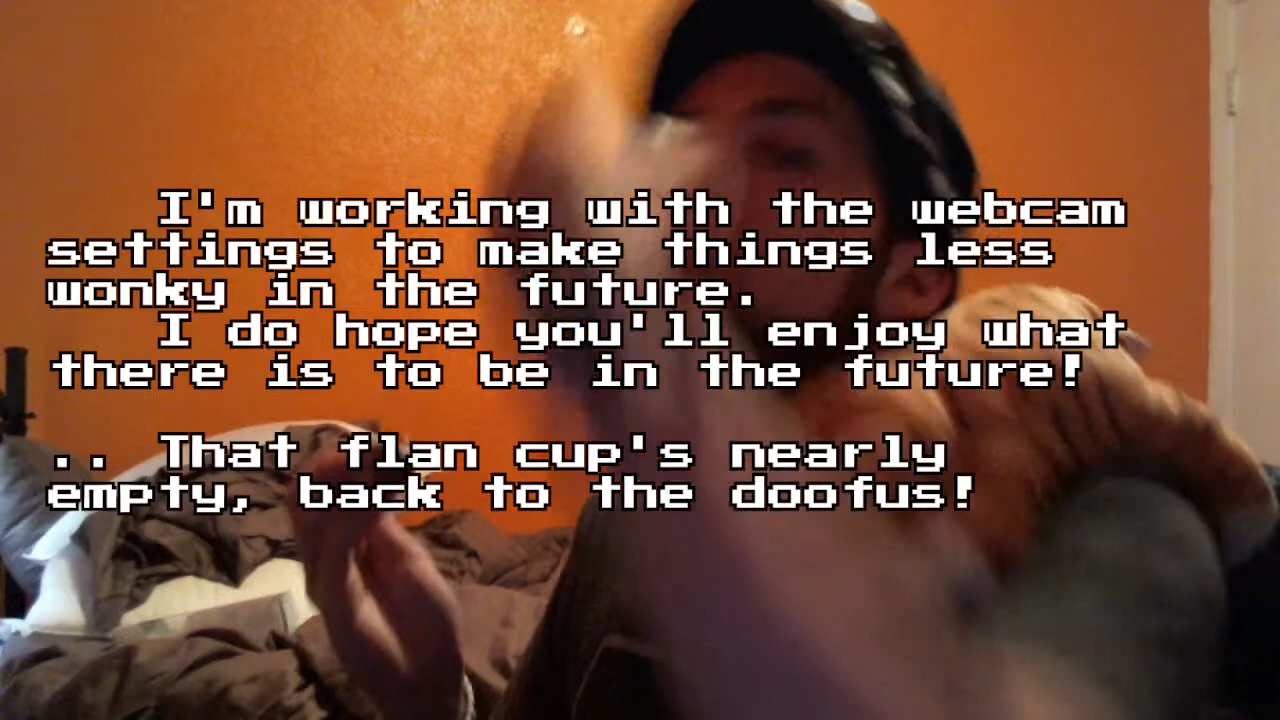 I'm working with the webcam
settings to make things less
wonky in the future.
I do hope you'll enjoy what
there is to be in the future!
.. That flan cup's nearly
empty, back to the doofus!